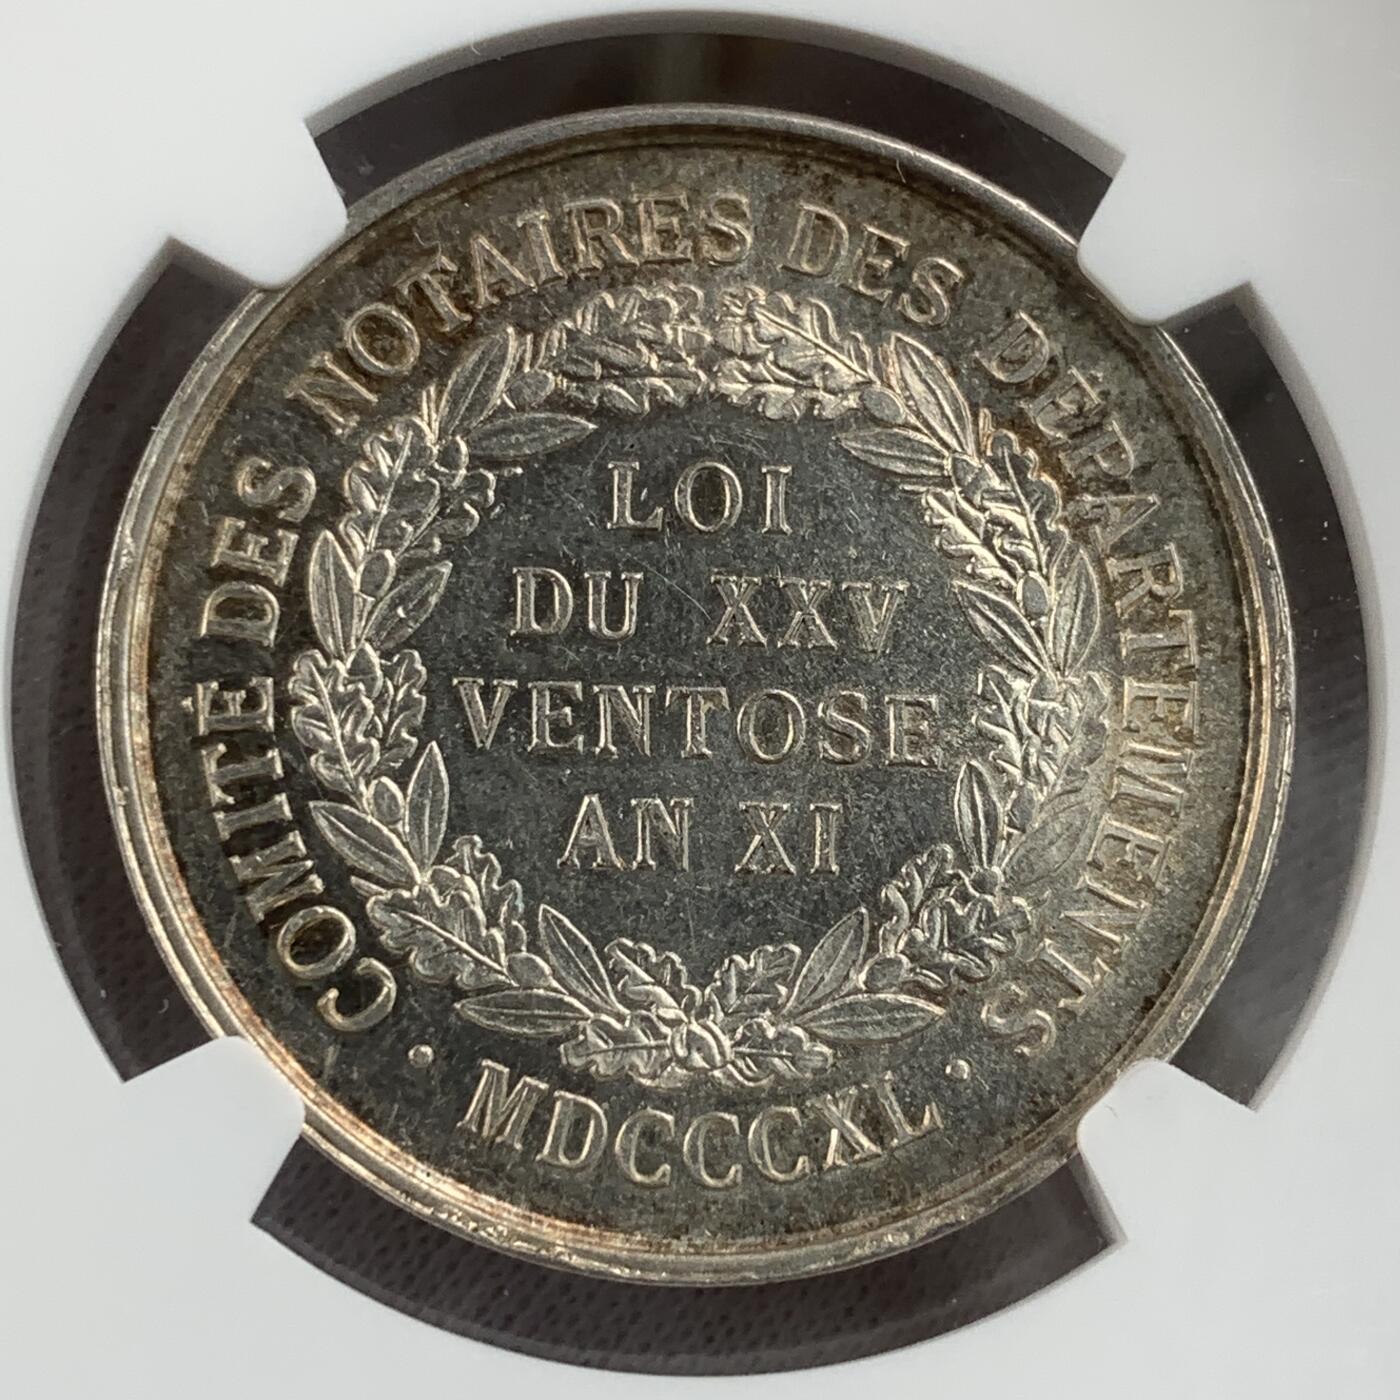 COMITÉ DES NOTAIRES DES DÉPARTEMENTS
LOI
DU XXV
VENTOSE
AN XI
· MDCCCXL ·